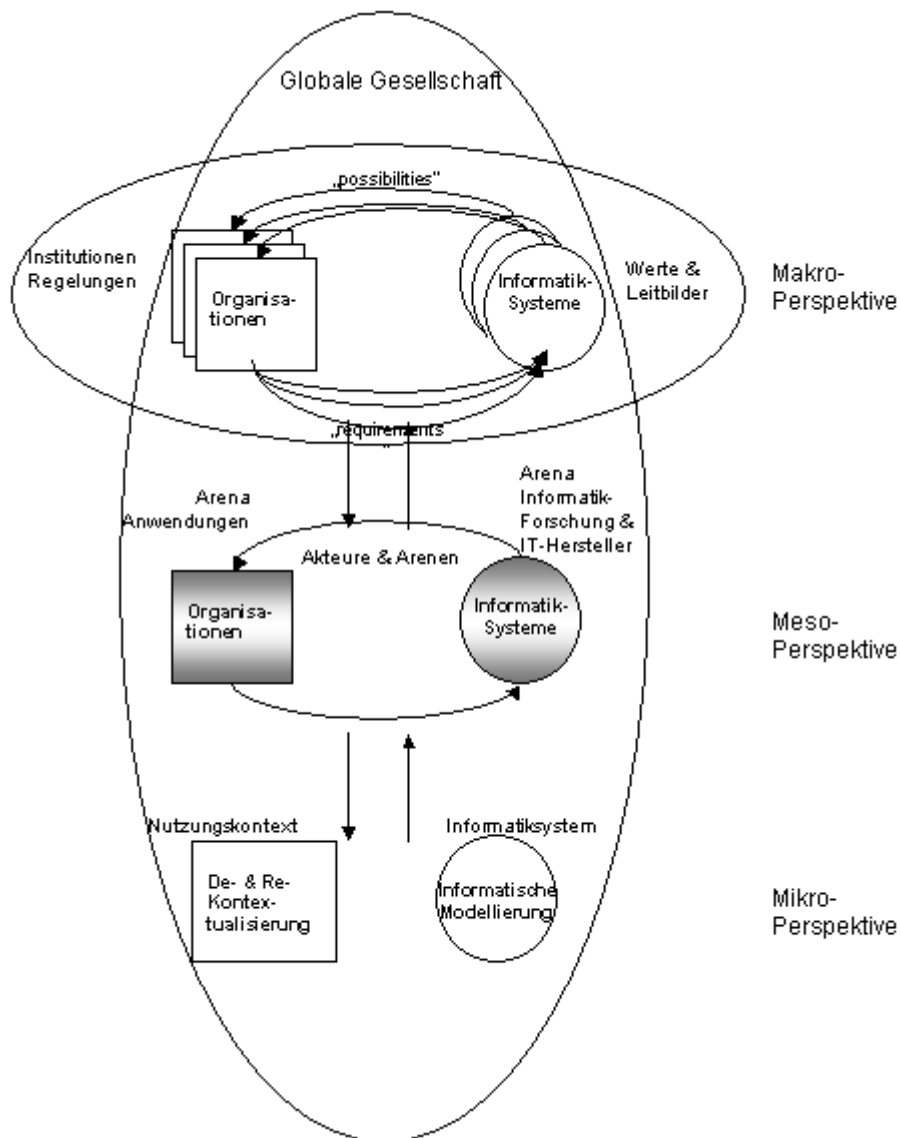 Globale Gesellschaft
„possibilities"
Institutionen
Regelungen
Organisa-
tionen
Informatik-
Systeme
Werte &
Leitbilder
Makro-
Perspektive
„requirements
"
Arena
Anwendungen
Arena
Informatik-
Forschung &
IT-Hersteller
Akteure & Arenen
Organisa-
tionen
Informatik-
Systeme
Meso-
Perspektive
Nutzungskontext
Informatiksystem
De- & Re-
Kontex-
tualisierung
Informatische
Modellierung
Mikro-
Perspektive